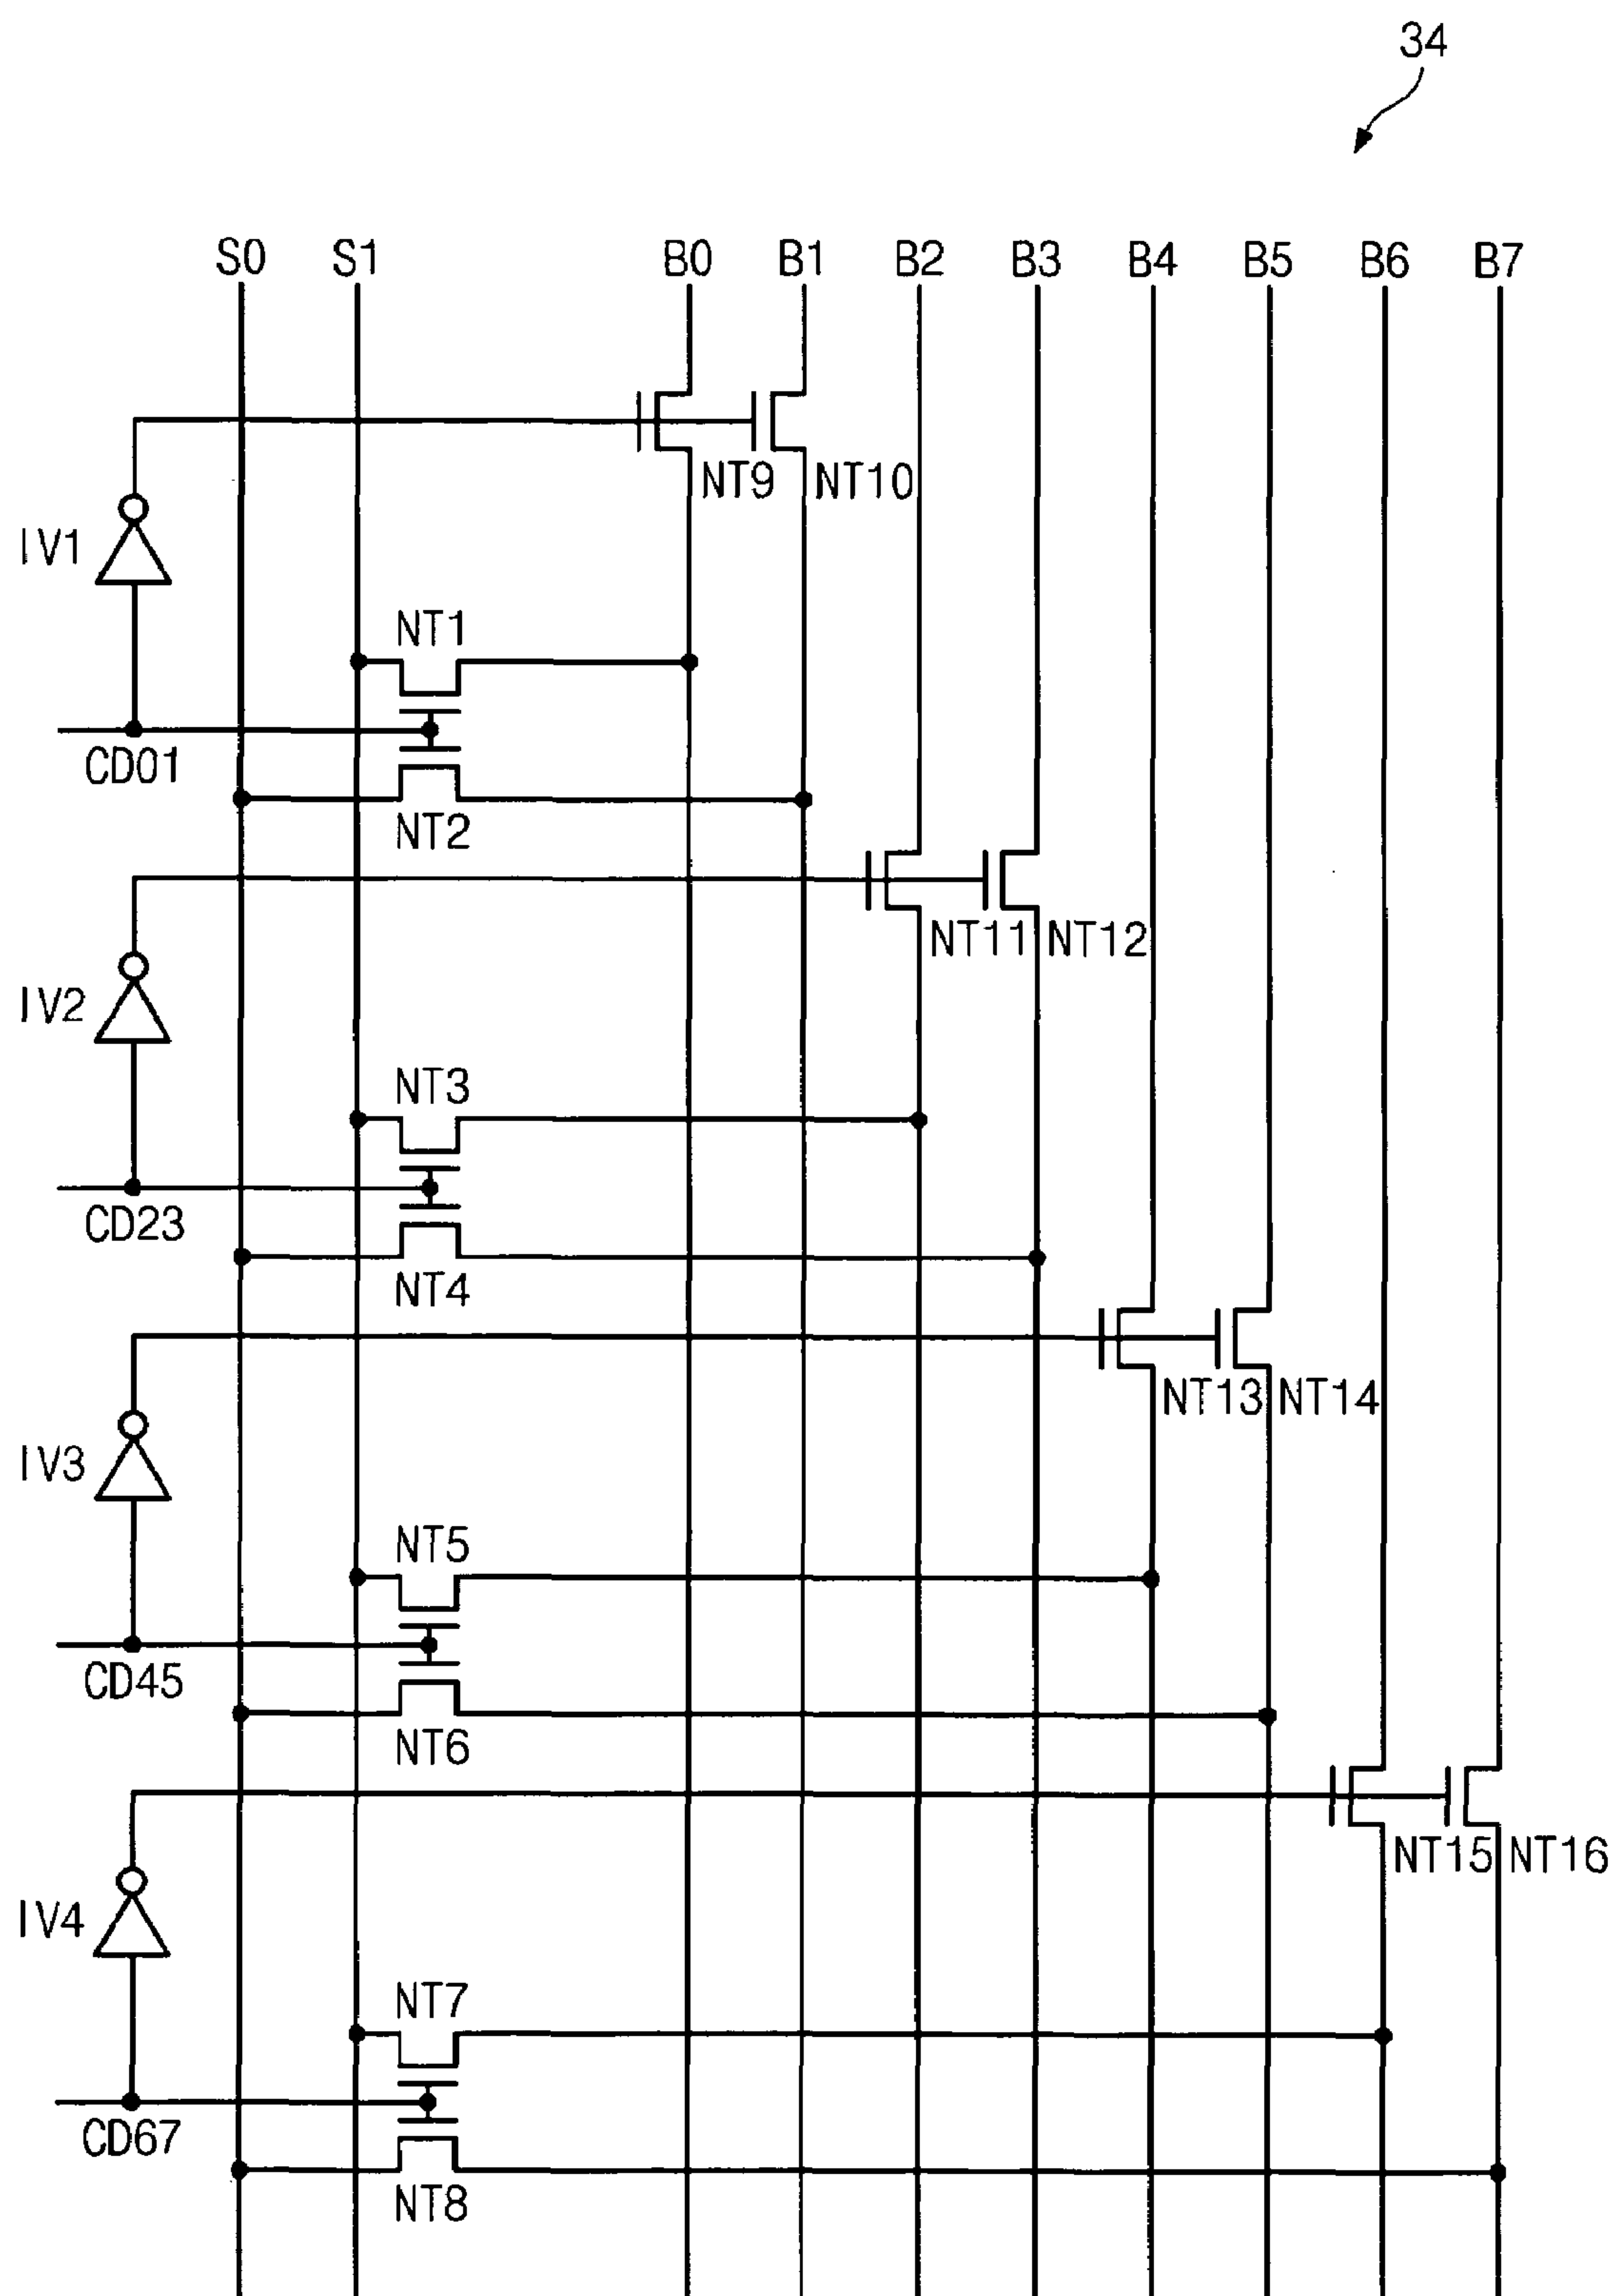 34
S0 S1 B0 B1 B2 B3 B4 B5 B6 B7
NT9 NT10
IV1
NT1
CD01
NT2
NT11 NT12
IV2
NT3
CD23
NT4
NT13 NT14
IV3
NT5
CD45
NT6
NT15 NT16
IV4
NT7
CD67
NT8